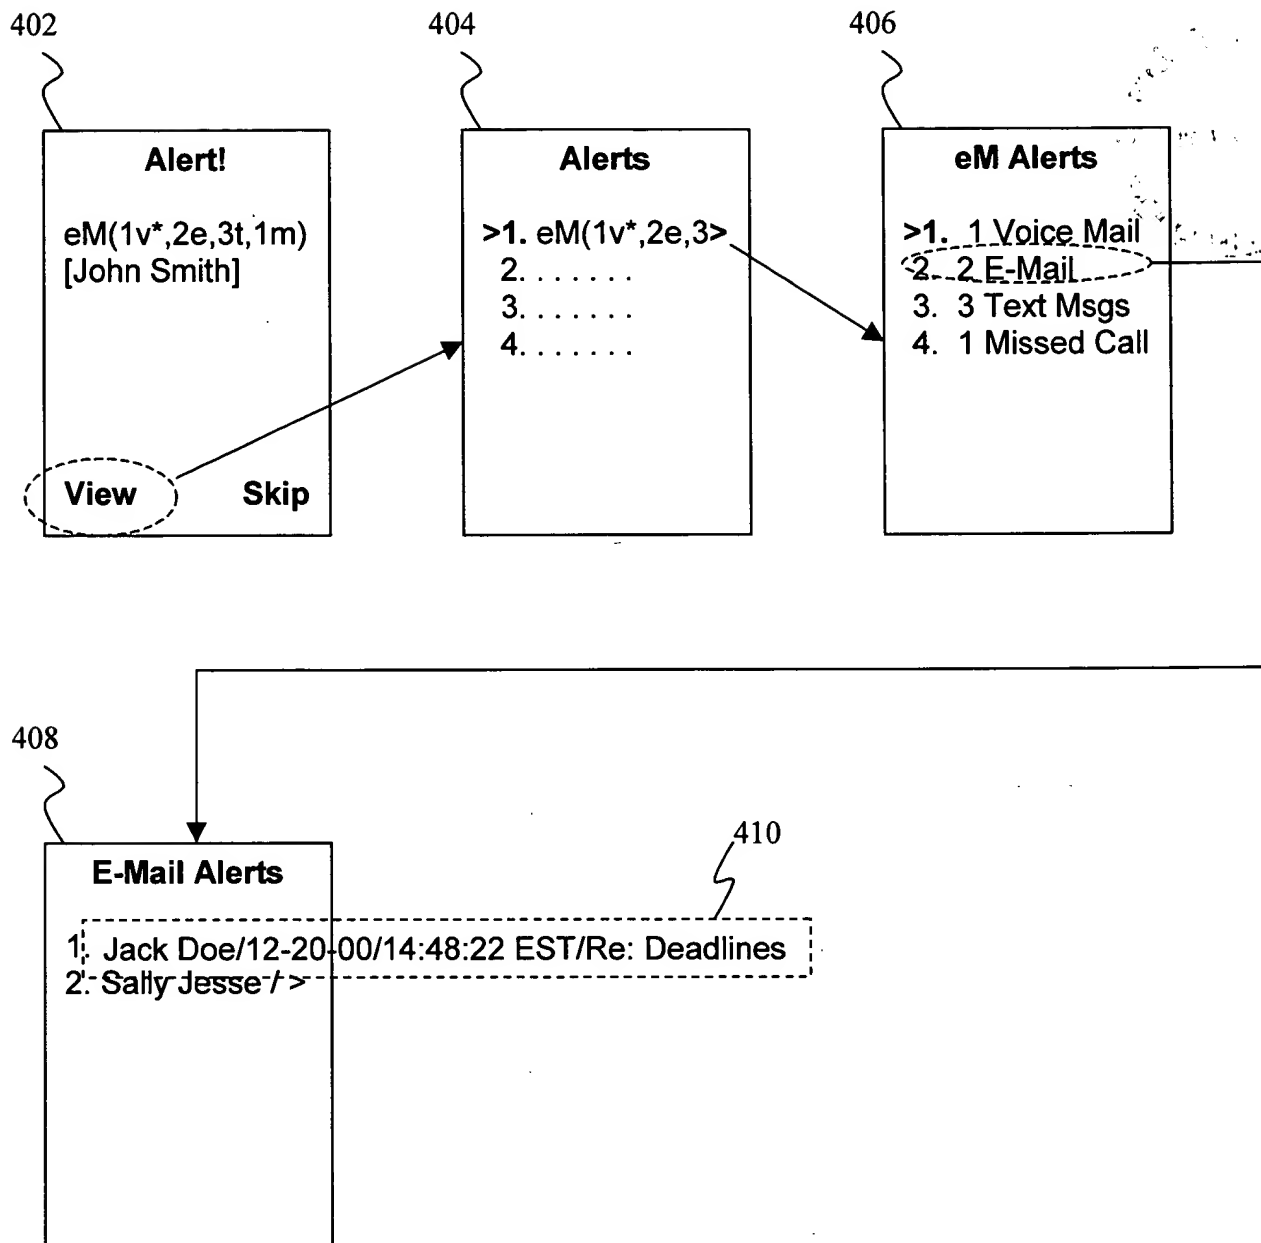 402
404
406
Alert!
eM(1v*,2e,3t,1m)
[John Smith]
View Skip
Alerts
>1. eM(1v*,2e,3>
2. . . . . . .
3. . . . . . .
4. . . . . . .
eM Alerts
>1. 1 Voice Mail
2. 2 E-Mail
3. 3 Text Msgs
4. 1 Missed Call
408
410
E-Mail Alerts
1. Jack Doe/12-20-00/14:48:22 EST/Re: Deadlines
2. Sally Jesse / >